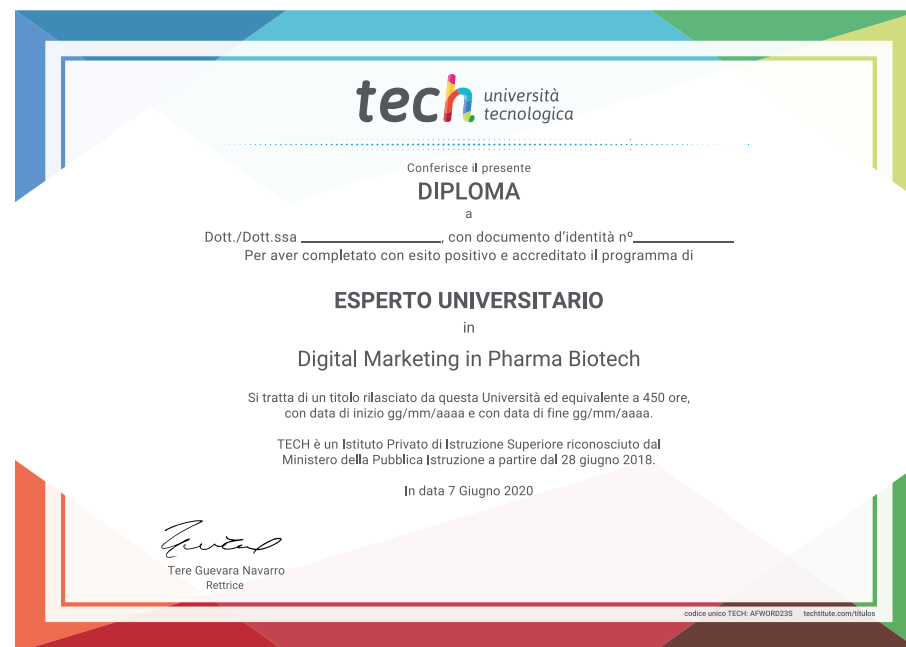 tech università
tecnologica
Conferisce il presente
DIPLOMA
a
Dott./Dott.ssa ____________________, con documento d'identità nº______________
Per aver completato con esito positivo e accreditato il programma di
ESPERTO UNIVERSITARIO
in
Digital Marketing in Pharma Biotech
Si tratta di un titolo rilasciato da questa Università ed equivalente a 450 ore,
con data di inizio gg/mm/aaaa e con data di fine gg/mm/aaaa.
TECH è un Istituto Privato di Istruzione Superiore riconosciuto dal
Ministero della Pubblica Istruzione a partire dal 28 giugno 2018.
In data 7 Giugno 2020
Tere Guevara Navarro
Rettrice
codice unico TECH: AFWORD23S techtitute.com/titulos